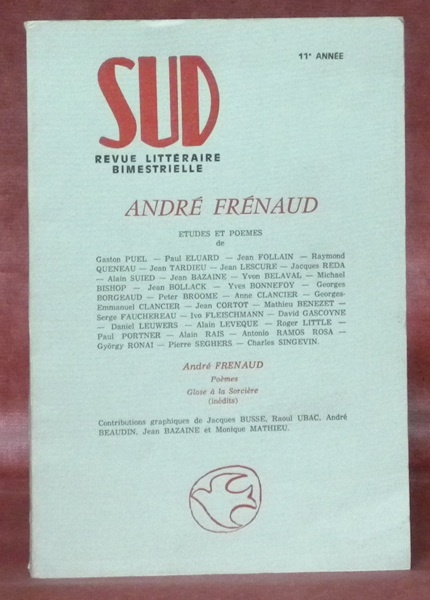 11e ANNÉE
SUD
REVUE LITTÉRAIRE
BIMESTRIELLE
ANDRÉ FRÉNAUD
ETUDES ET POEMES
de
Gaston PUEL — Paul ELUARD — Jean FOLLAIN — Raymond
QUENEAU — Jean TARDIEU — Jean LESCURE — Jacques REDA
— Alain SUIED — Jean BAZAINE — Yvon BELAVAL — Michael
BISHOP — Jean BOLLACK — Yves BONNEFOY — Georges
BORGEAUD — Peter BROOME — Anne CLANCIER — Georges-
Emmanuel CLANCIER — Jean CORTOT — Mathieu BENEZET —
Serge FAUCHEREAU — Ivo FLEISCHMANN — David GASCOYNE
— Daniel LEUWERS — Alain LEVEQUE — Roger LITTLE —
Paul PORTNER — Alain RAIS — Antonio RAMOS ROSA —
György RONAI — Pierre SEGHERS — Charles SINGEVIN.
André FRENAUD
Poèmes
Glose à la Sorcière
(inédits)
Contributions graphiques de Jacques BUSSE, Raoul UBAC, André
BEAUDIN, Jean BAZAINE et Monique MATHIEU.